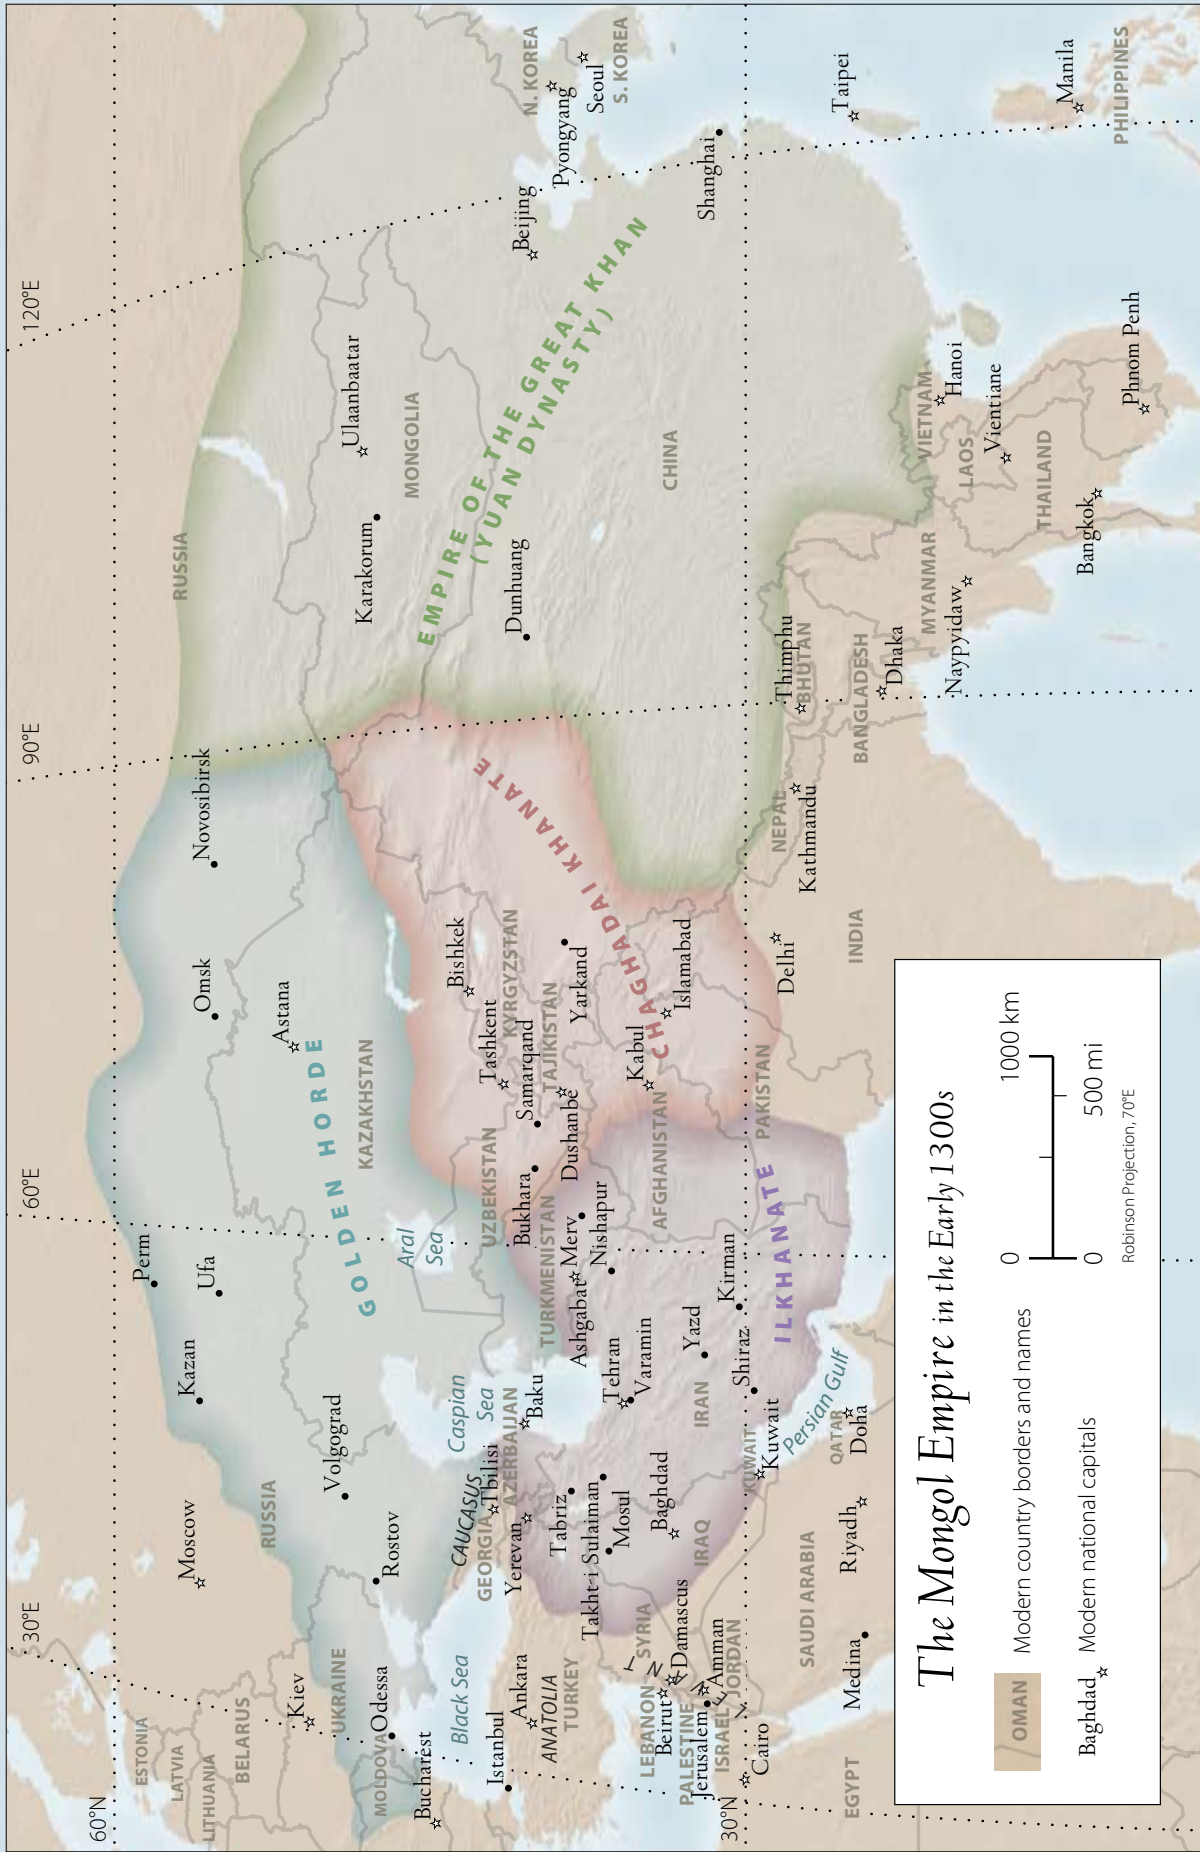 30°E
60°E
90°E
120°E
60°N
30°N
ESTONIA
LATVIA
LITHUANIA
BELARUS
Moscow
Kazan
Perm
Ufa
Omsk
Novosibirsk
RUSSIA
RUSSIA
Kiev
UKRAINE
MOLDOVA
Odessa
Bucharest
Rostov
Volgograd
GOLDEN HORDE
Astana
KAZAKHSTAN
Aral
Sea
Caspian
Sea
Black Sea
Istanbul
Ankara
ANATOLIA
TURKEY
CAUCASUS
GEORGIA
Tbilisi
AZERBAIJAN
Yerevan
Baku
Tabriz
Takht-i Sulaiman
Mosul
Baghdad
IRAQ
SYRIA
LEVANT
LEBANON
Beirut
Damascus
PALESTINE
Jerusalem
ISRAEL
Amman
JORDAN
Cairo
EGYPT
SAUDI ARABIA
Medina
Riyadh
KUWAIT
Kuwait
Persian Gulf
QATAR
Doha
Tehran
Varamin
IRAN
Yazd
Shiraz
Kirman
ILKHANATE
TURKMENISTAN
Ashgabat
Merv
Nishapur
UZBEKISTAN
Bukhara
Samarqand
Tashkent
Dushanbe
TAJIKISTAN
KYRGYZSTAN
Bishkek
Yarkand
CHAGHADAI KHANATE
AFGHANISTAN
Kabul
Islamabad
PAKISTAN
Delhi
INDIA
NEPAL
Kathmandu
Thimphu
BHUTAN
BANGLADESH
Dhaka
MYANMAR
Naypyidaw
EMPIRE OF THE GREAT KHAN
(YUAN DYNASTY)
Karakorum
Ulaanbaatar
MONGOLIA
Dunhuang
CHINA
Beijing
Shanghai
N. KOREA
Pyongyang
Seoul
S. KOREA
Taipei
Manila
PHILIPPINES
VIETNAM
Hanoi
LAOS
Vientiane
THAILAND
Bangkok
Phnom Penh
The Mongol Empire in the Early 1300s
OMAN
Modern country borders and names
Baghdad
Modern national capitals
0
1000 km
0
500 mi
Robinson Projection, 70°E